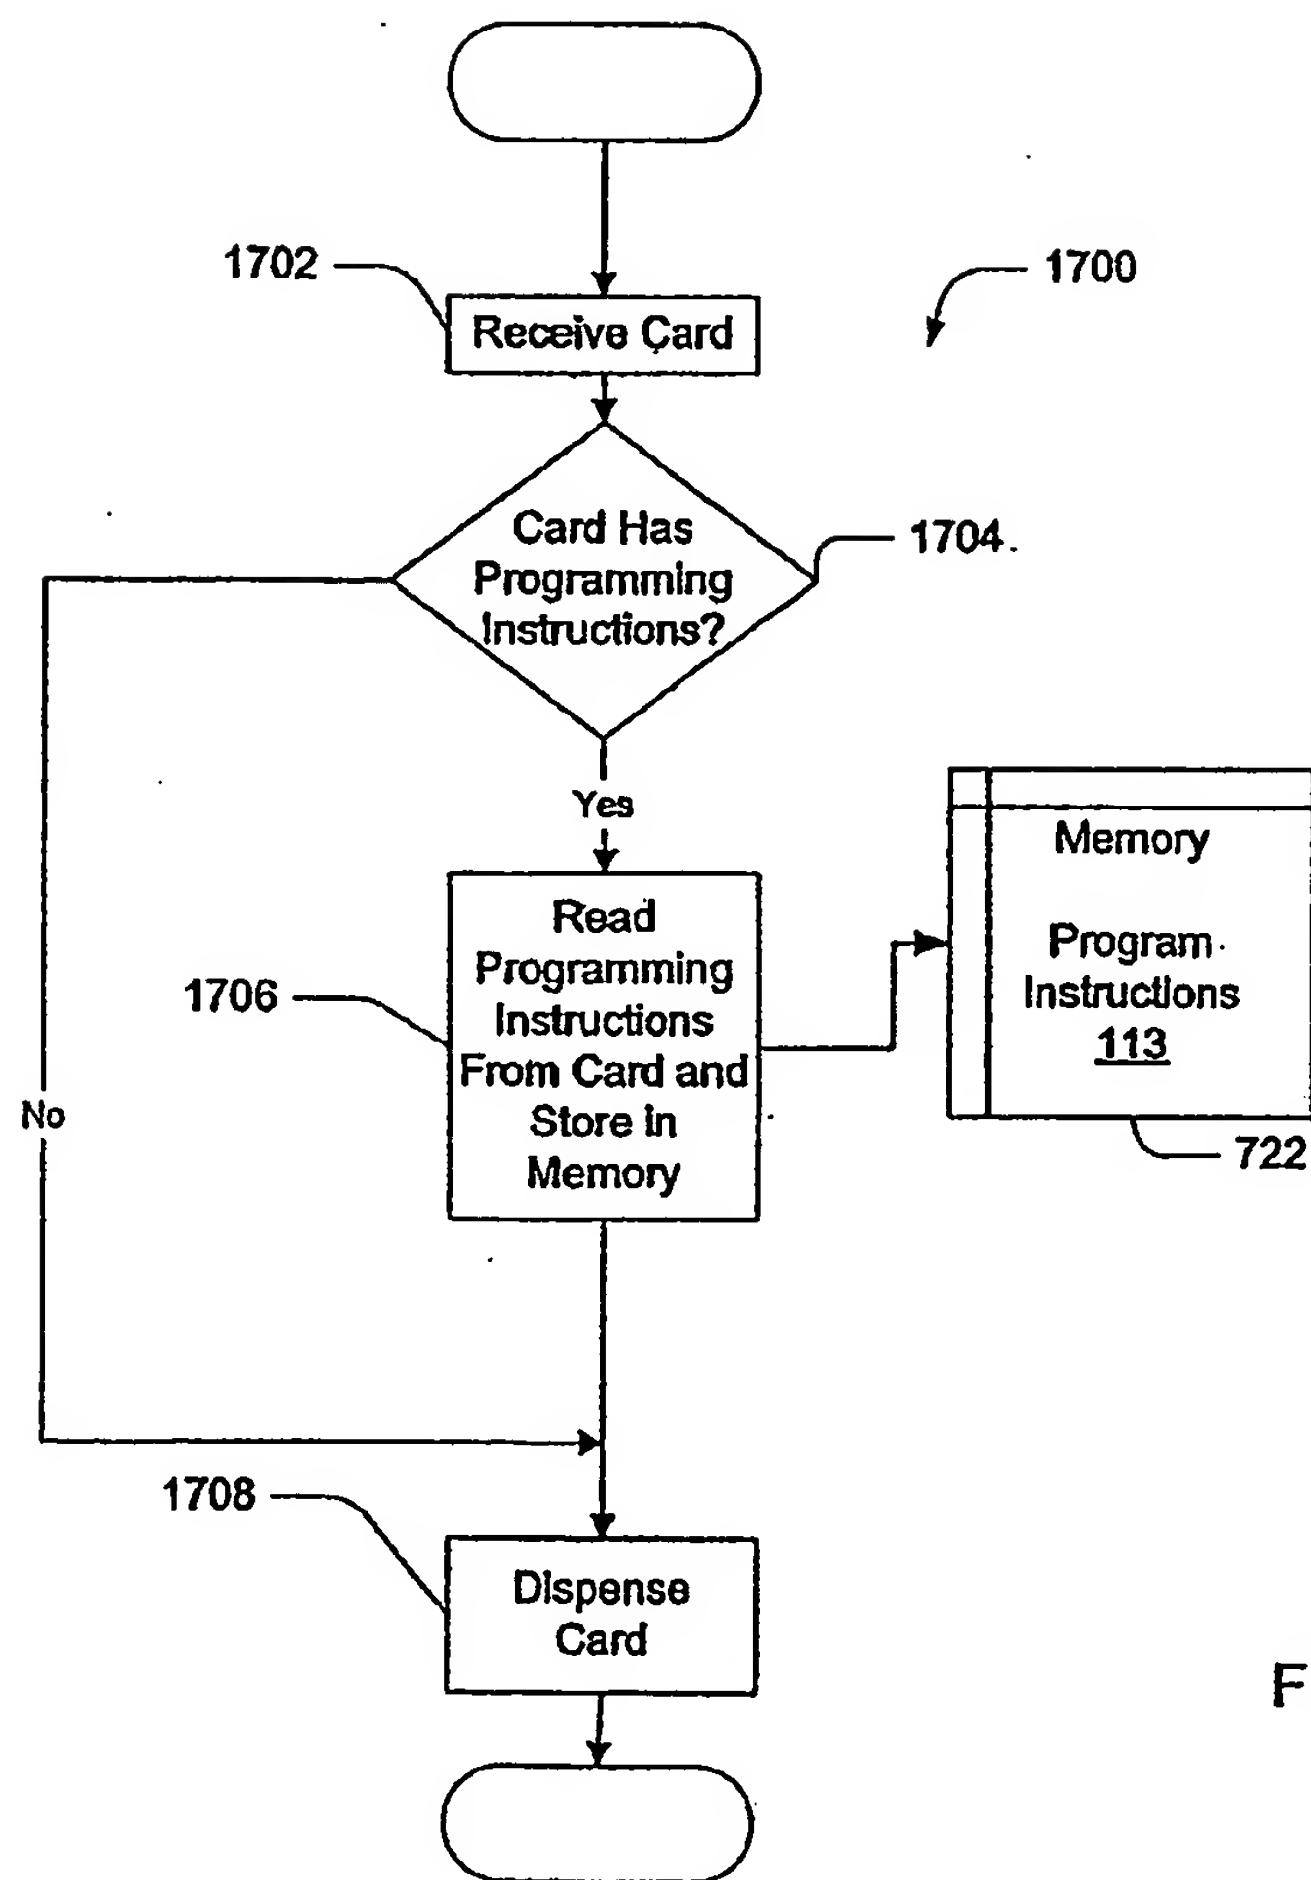 1702
1700
Receive Card
Card Has
Programming
Instructions?
1704.
Yes
Memory
Program
Instructions
113
722
Read
Programming
Instructions
From Card and
Store in
Memory
1706
No
1708
Dispense
Card
F